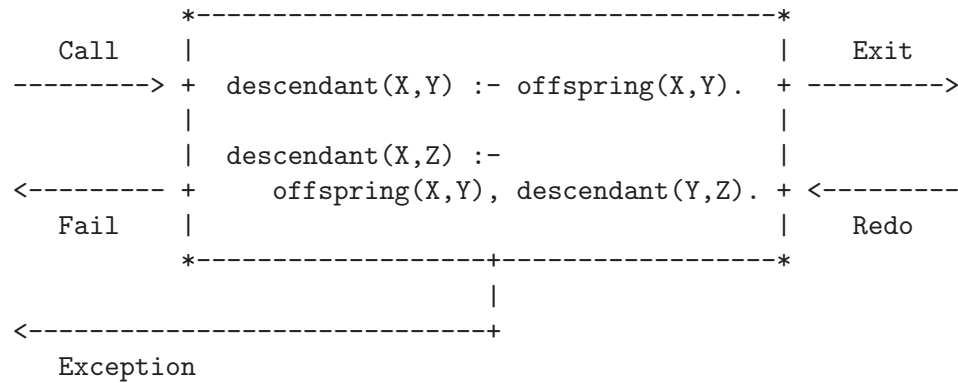 *--------------------------------------*
Call | | Exit
---------> + descendant(X,Y) :- offspring(X,Y). + --------->
| |
| descendant(X,Z) :- |
<--------- + offspring(X,Y), descendant(Y,Z). + <---------
Fail | | Redo
*-------------------+------------------*
|
<------------------------------+
Exception